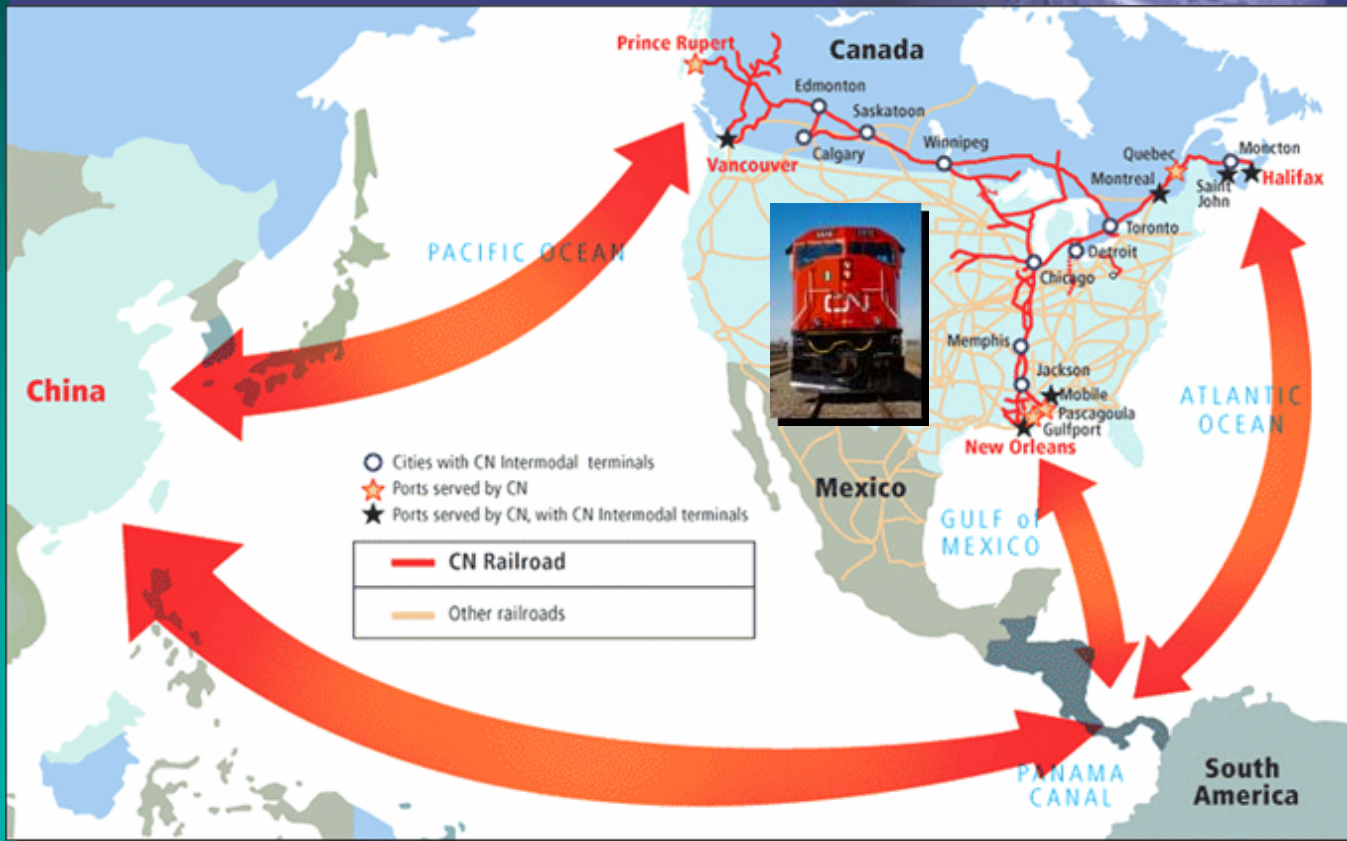 Prince Rupert
Canada
Edmonton
Saskatoon
Calgary
Winnipeg
Vancouver
Quebec
Moncton
Montreal
Saint
John
Halifax
Toronto
Detroit
Chicago
PACIFIC OCEAN
CN
China
Memphis
Jackson
Mobile
Pascagoula
Gulfport
New Orleans
ATLANTIC
OCEAN
Cities with CN Intermodal terminals
Ports served by CN
Ports served by CN, with CN Intermodal terminals
Mexico
GULF of
MEXICO
CN Railroad
Other railroads
PANAMA
CANAL
South
America